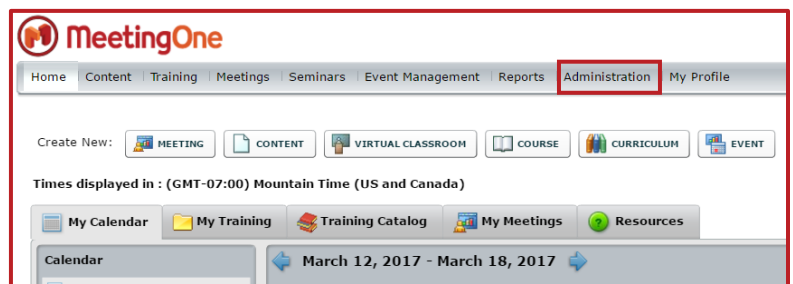 MeetingOne
Home Content Training Meetings Seminars Event Management Reports Administration My Profile
Create New: MEETING CONTENT VIRTUAL CLASSROOM COURSE CURRICULUM EVENT
Times displayed in : (GMT-07:00) Mountain Time (US and Canada)
My Calendar My Training Training Catalog My Meetings ? Resources
Calendar March 12, 2017 - March 18, 2017